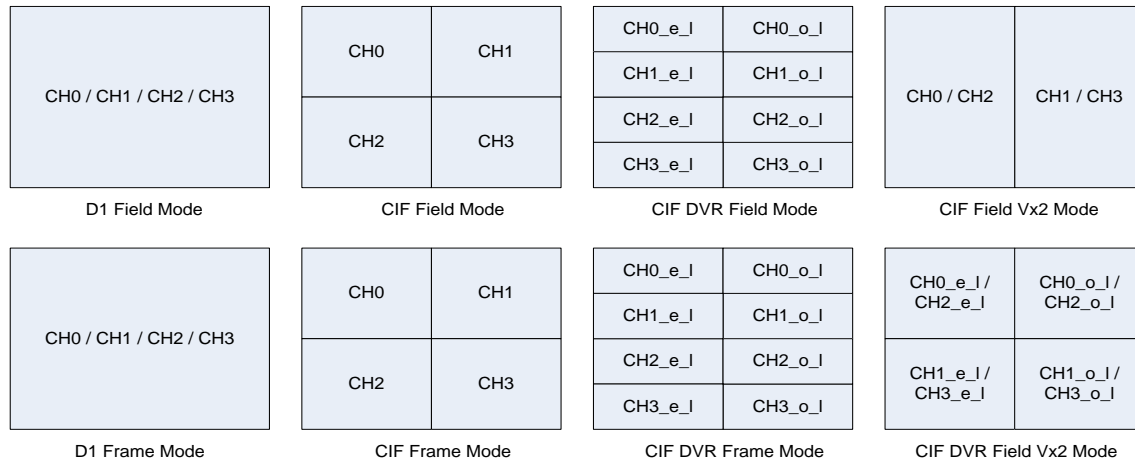 CH0 / CH1 / CH2 / CH3
D1 Field Mode
CH0
CH1
CH2
CH3
CIF Field Mode
CH0_e_l
CH0_o_l
CH1_e_l
CH1_o_l
CH2_e_l
CH2_o_l
CH3_e_l
CH3_o_l
CIF DVR Field Mode
CH0 / CH2
CH1 / CH3
CIF Field Vx2 Mode
CH0 / CH1 / CH2 / CH3
D1 Frame Mode
CH0
CH1
CH2
CH3
CIF Frame Mode
CH0_e_l
CH0_o_l
CH1_e_l
CH1_o_l
CH2_e_l
CH2_o_l
CH3_e_l
CH3_o_l
CIF DVR Frame Mode
CH0_e_l /
CH2_e_l
CH0_o_l /
CH2_o_l
CH1_e_l /
CH3_e_l
CH1_o_l /
CH3_o_l
CIF DVR Field Vx2 Mode